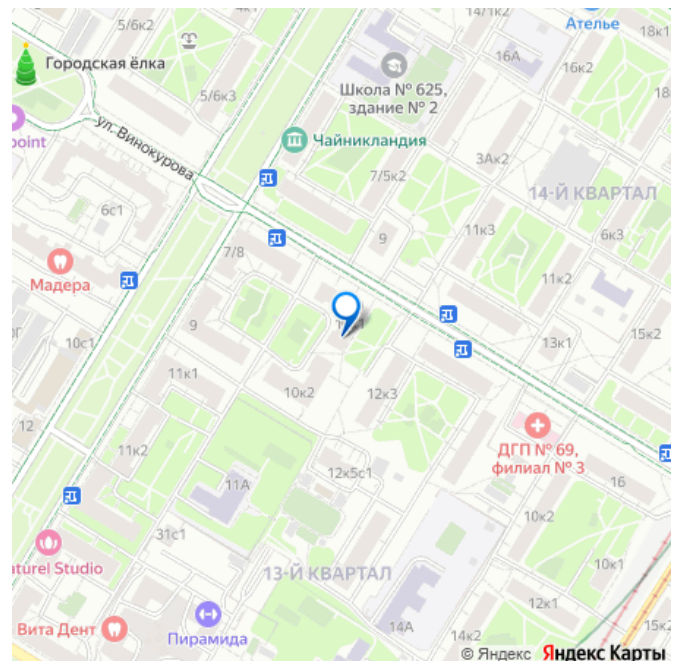 5/6к2
14/1к2
Ателье
18к1
16А
16к2
Городская ёлка
Школа № 625,
здание № 2
5/6к3
18
point
ул. Винокурова
Чайникландия
3Ак2
7/5к2
14-Й КВАРТАЛ
6с1
11к3
6к3
9
7/8
Мадера
11к2
9
10с1
13к1
15к2
11к1
10к2
12к3
12
ДГП № 69,
филиал № 3
11к2
12к5с1
11А
16
10к2
31с1
aturel Studio
13-Й КВАРТАЛ
10к1
12к1
Вита Дент
Пирамида
14А
14к2
15к2
© Яндекс Яндекс Карты